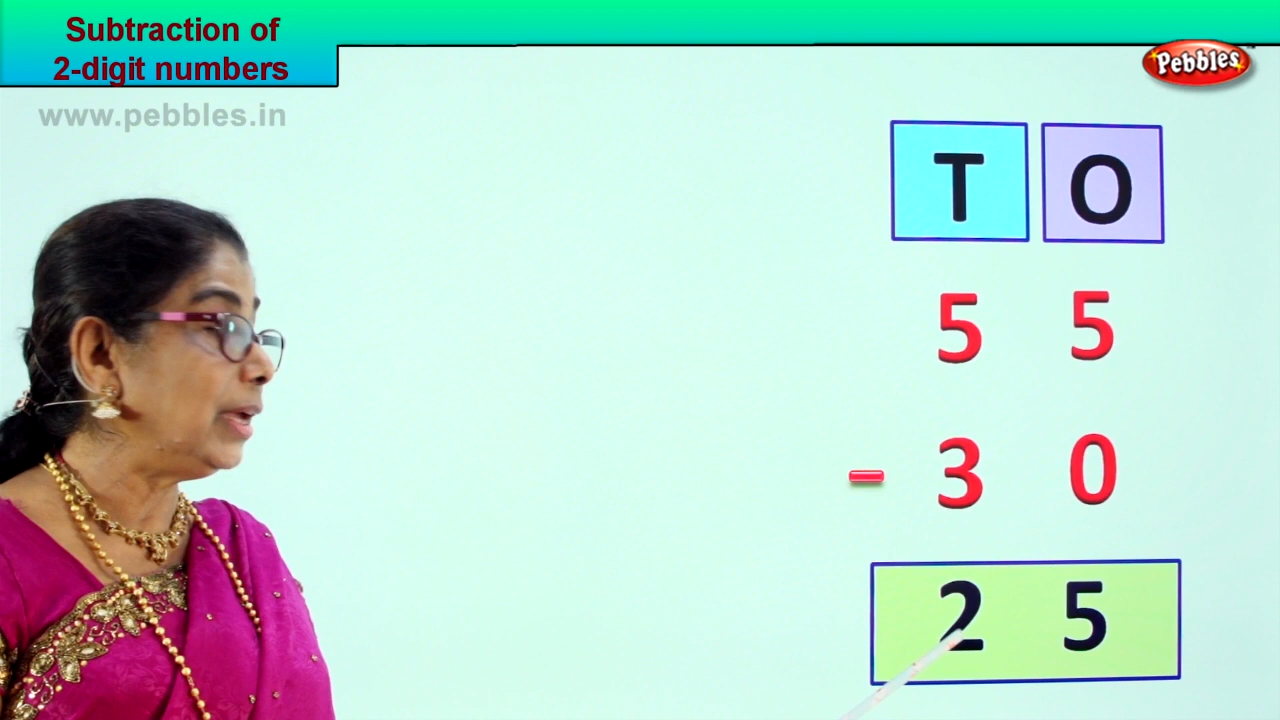 Subtraction of
2-digit numbers
www.pebbles.in
Pebbles
T O
5 5
- 3 0
2 5